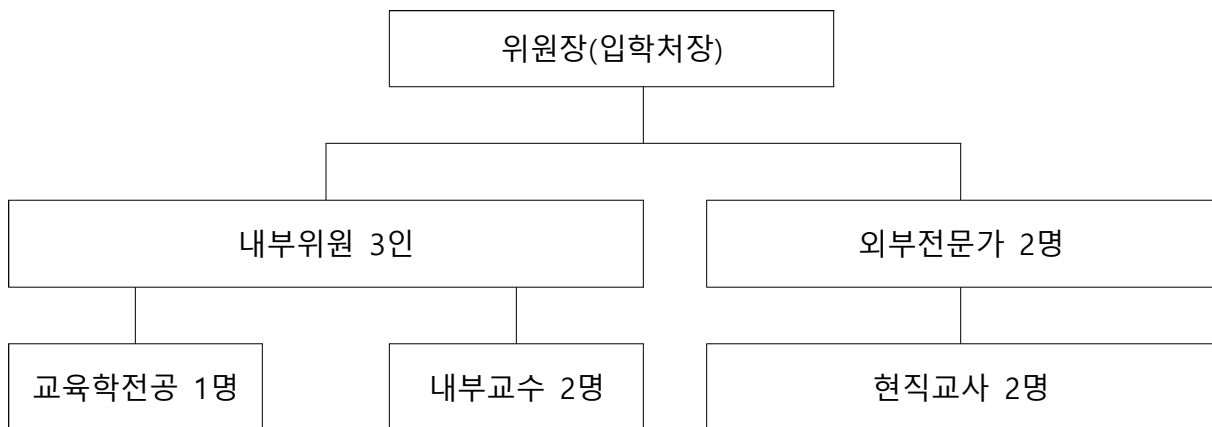 위원장(입학처장)
내부위원 3인
외부전문가 2명
교육학전공 1명
내부교수 2명
현직교사 2명